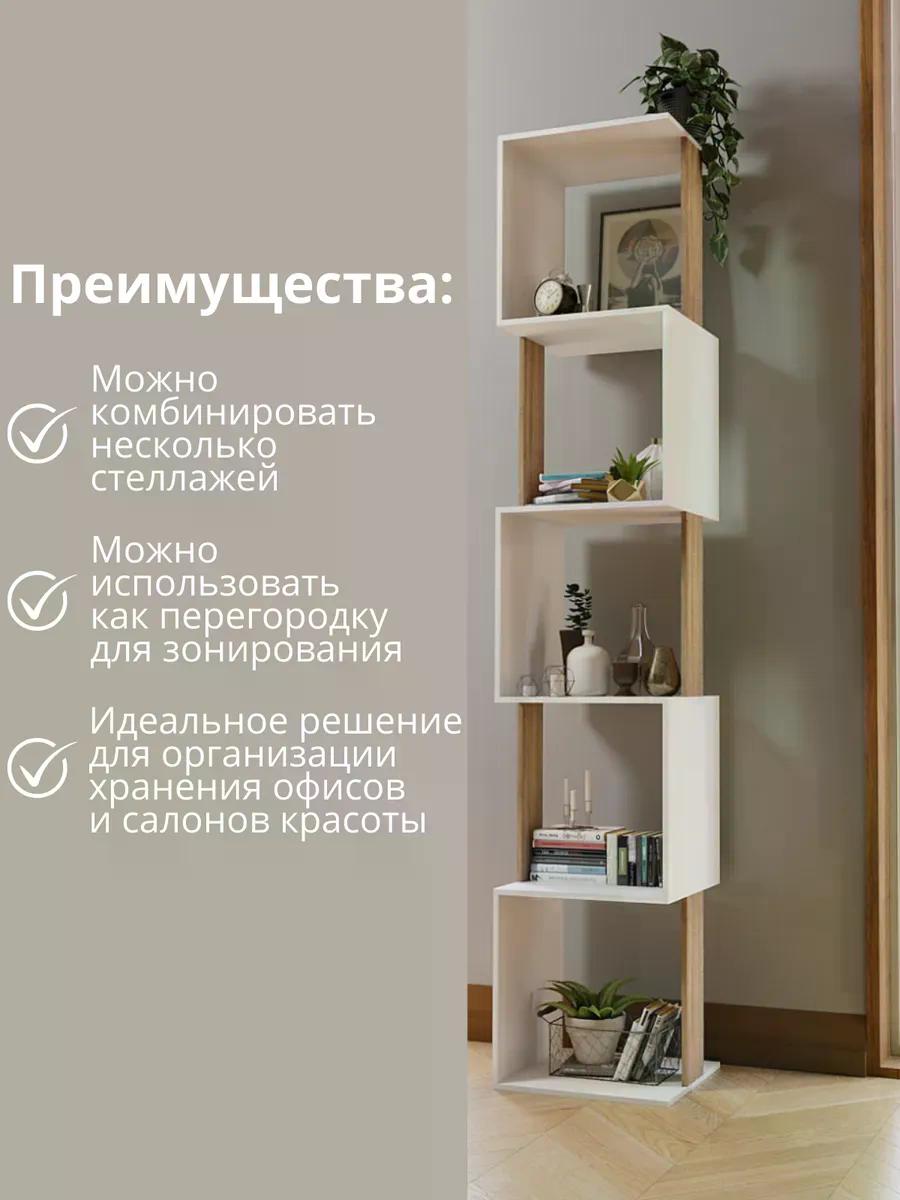 Преимущества:
Можно
комбинировать
несколько
стеллажей
Можно
использовать
как перегородку
для зонирования
Идеальное решение
для организации
хранения офисов
и салонов красоты